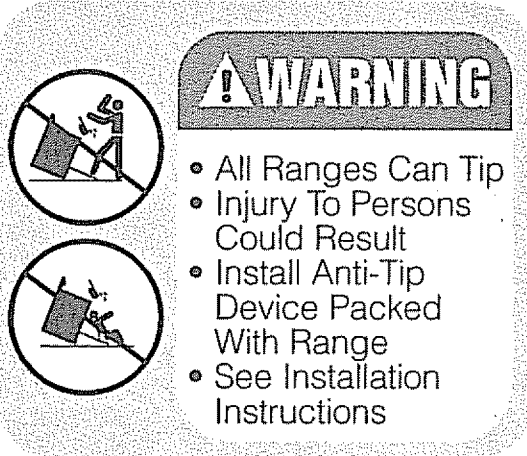 WARNING
• All Ranges Can Tip
• Injury To Persons
Could Result
• Install Anti-Tip
Device Packed
With Range
• See Installation
Instructions